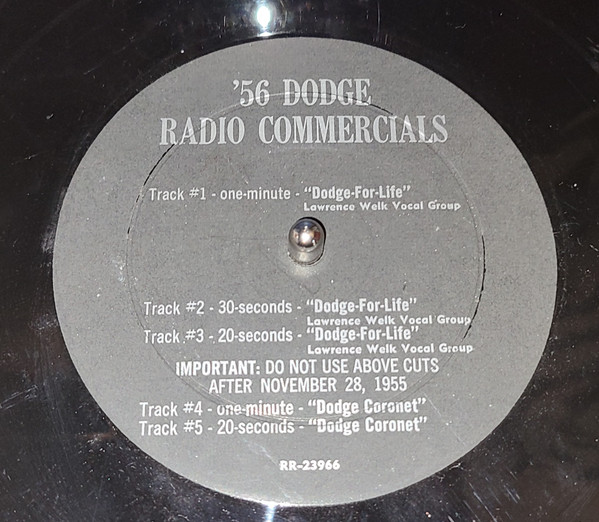 '56 DODGE
RADIO COMMERCIALS
Track #1 - one-minute - "Dodge-For-Life"
Lawrence Welk Vocal Group
Track #2 - 30-seconds - "Dodge-For-Life"
Lawrence Welk Vocal Group
Track #3 - 20-seconds - "Dodge-For-Life"
Lawrence Welk Vocal Group
IMPORTANT: DO NOT USE ABOVE CUTS
AFTER NOVEMBER 28, 1955
Track #4 - one-minute - "Dodge Coronet"
Track #5 - 20-seconds - "Dodge Coronet"
RR-23966